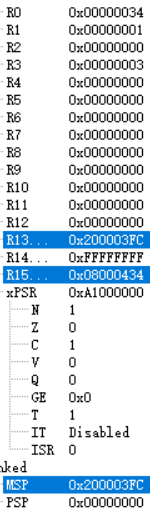 R0 0x00000034
R1 0x00000001
R2 0x00000000
R3 0x00000003
R4 0x00000000
R5 0x00000000
R6 0x00000000
R7 0x00000000
R8 0x00000000
R9 0x00000000
R10 0x00000000
R11 0x00000000
R12 0x00000000
R13... 0x200003FC
R14... 0xFFFFFFFF
R15... 0x08000434
xPSR 0xA1000000
N 1
Z 0
C 1
V 0
Q 0
GE 0x0
T 1
IT Disabled
ISR 0
nked
MSP 0x200003FC
PSP 0x00000000